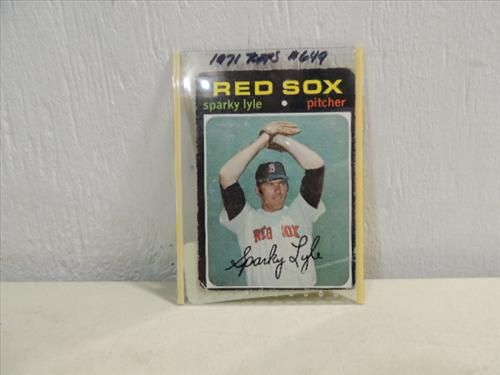 1971 TOPPS #649
RED SOX
sparky lyle • pitcher
B
RED SOX
Sparky Lyle